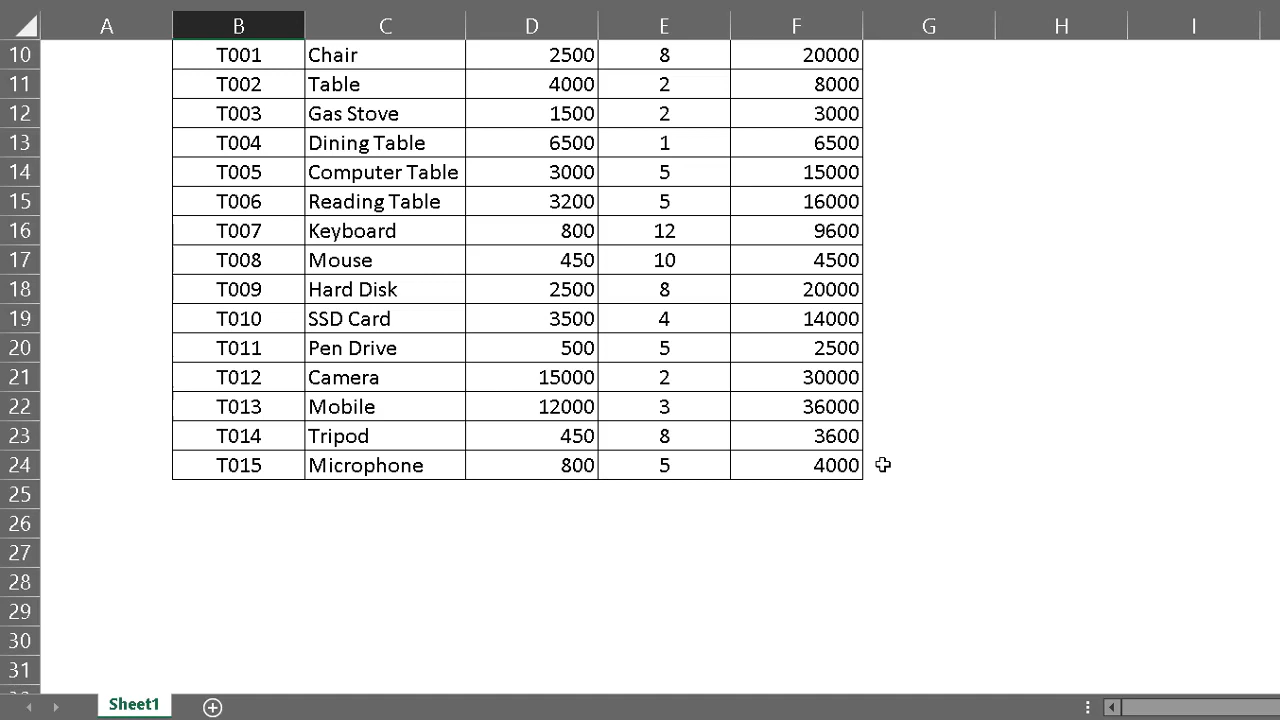 A B C D E F G H I
10 T001 Chair 2500 8 20000
11 T002 Table 4000 2 8000
12 T003 Gas Stove 1500 2 3000
13 T004 Dining Table 6500 1 6500
14 T005 Computer Table 3000 5 15000
15 T006 Reading Table 3200 5 16000
16 T007 Keyboard 800 12 9600
17 T008 Mouse 450 10 4500
18 T009 Hard Disk 2500 8 20000
19 T010 SSD Card 3500 4 14000
20 T011 Pen Drive 500 5 2500
21 T012 Camera 15000 2 30000
22 T013 Mobile 12000 3 36000
23 T014 Tripod 450 8 3600
24 T015 Microphone 800 5 4000
25
26
27
28
29
30
31
Sheet1